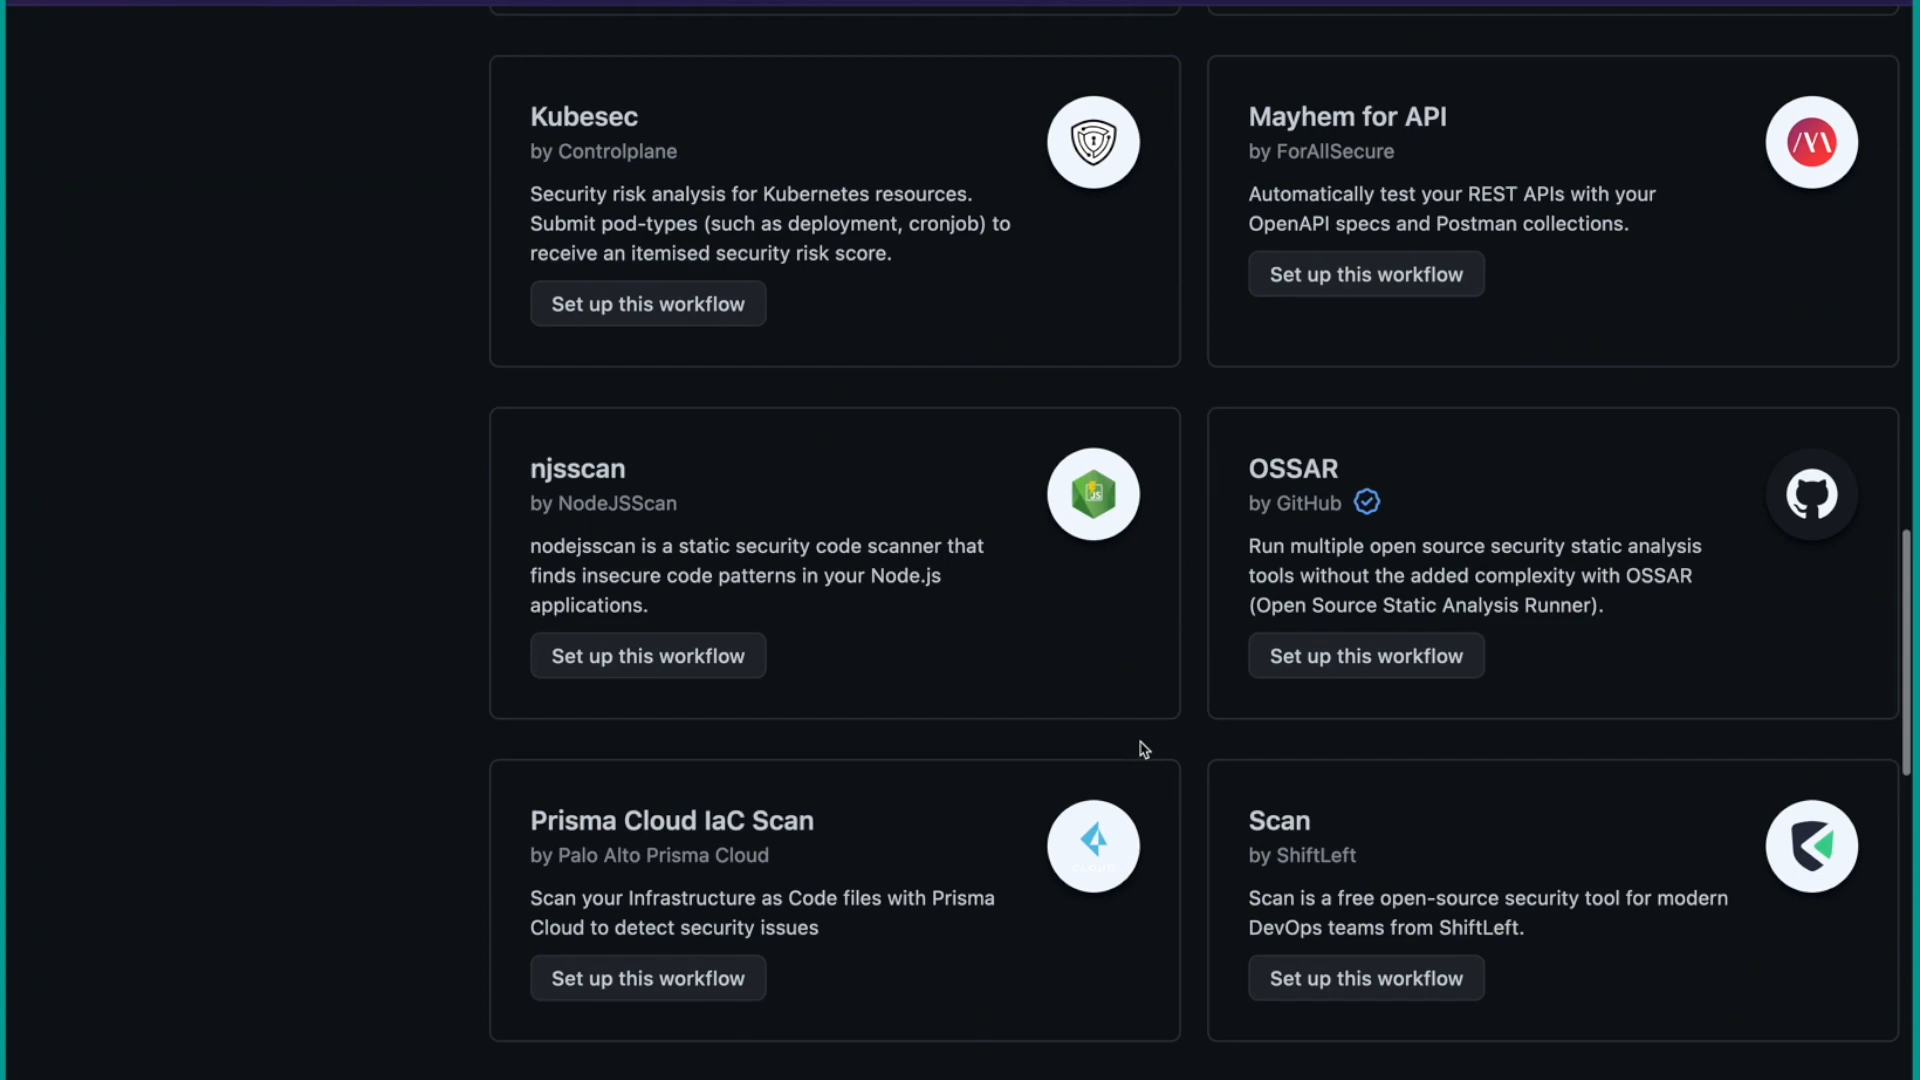 Kubesec
by Controlplane
Security risk analysis for Kubernetes resources.
Submit pod-types (such as deployment, cronjob) to
receive an itemised security risk score.
Set up this workflow
Mayhem for API
by ForAllSecure
Automatically test your REST APIs with your
OpenAPI specs and Postman collections.
Set up this workflow
njsscan
by NodeJSScan
nodejsscan is a static security code scanner that
finds insecure code patterns in your Node.js
applications.
Set up this workflow
JS
OSSAR
by GitHub
Run multiple open source security static analysis
tools without the added complexity with OSSAR
(Open Source Static Analysis Runner).
Set up this workflow
Prisma Cloud IaC Scan
by Palo Alto Prisma Cloud
Scan your Infrastructure as Code files with Prisma
Cloud to detect security issues
Set up this workflow
CLOUD
Scan
by ShiftLeft
Scan is a free open-source security tool for modern
DevOps teams from ShiftLeft.
Set up this workflow